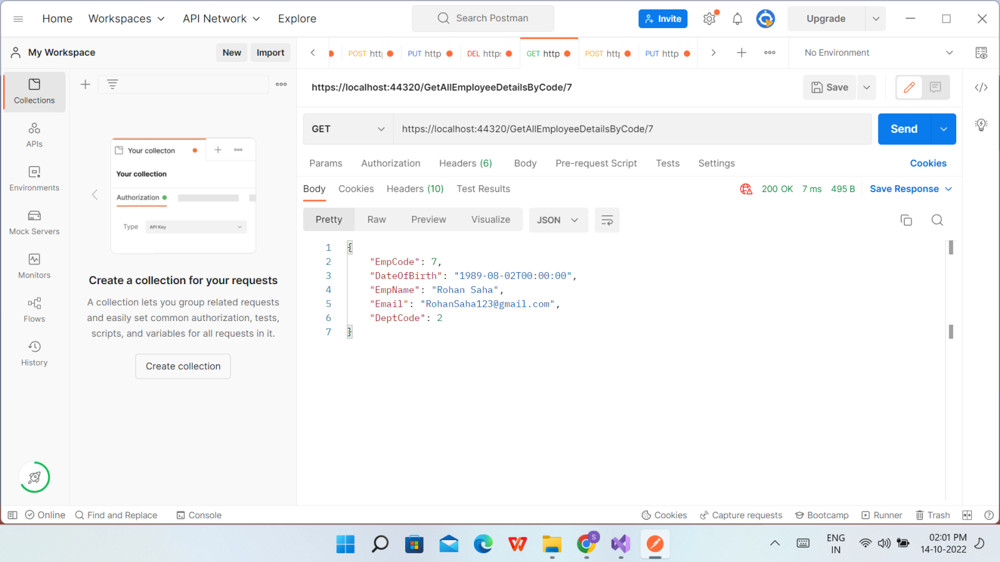 Home Workspaces API Network Explore Search Postman Invite Upgrade
My Workspace New Import POST PUT http DEL GET http POST PUT http No Environment
Collections
APIs
Environments
Mock Servers
Monitors
Flows
History
Your collecton
Your collection
Authorization
Type API Key
Create a collection for your requests
A collection lets you group related requests
and easily set common authorization, tests,
scripts, and variables for all requests in it.
Create collection
https://localhost:44320/GetAllEmployeeDetailsByCode/7 Save
GET https://localhost:44320/GetAllEmployeeDetailsByCode/7 Send
Params Authorization Headers (6) Body Pre-request Script Tests Settings Cookies
Body Cookies Headers (10) Test Results 200 OK 7 ms 495 B Save Response
Pretty Raw Preview Visualize JSON
1 {
2 "EmpCode": 7,
3 "DateOfBirth": "1989-08-02T00:00:00",
4 "EmpName": "Rohan Saha",
5 "Email": "RohanSaha123@gmail.com",
6 "DeptCode": 2
7 }
Online Find and Replace Console Cookies Capture requests Bootcamp Runner Trash
S
ENG
IN
02:01 PM
14-10-2022